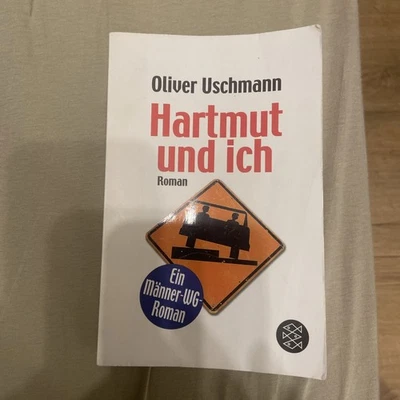 Oliver Uschmann
Hartmut
und ich
Roman
Ein
Männer-WG-
Roman